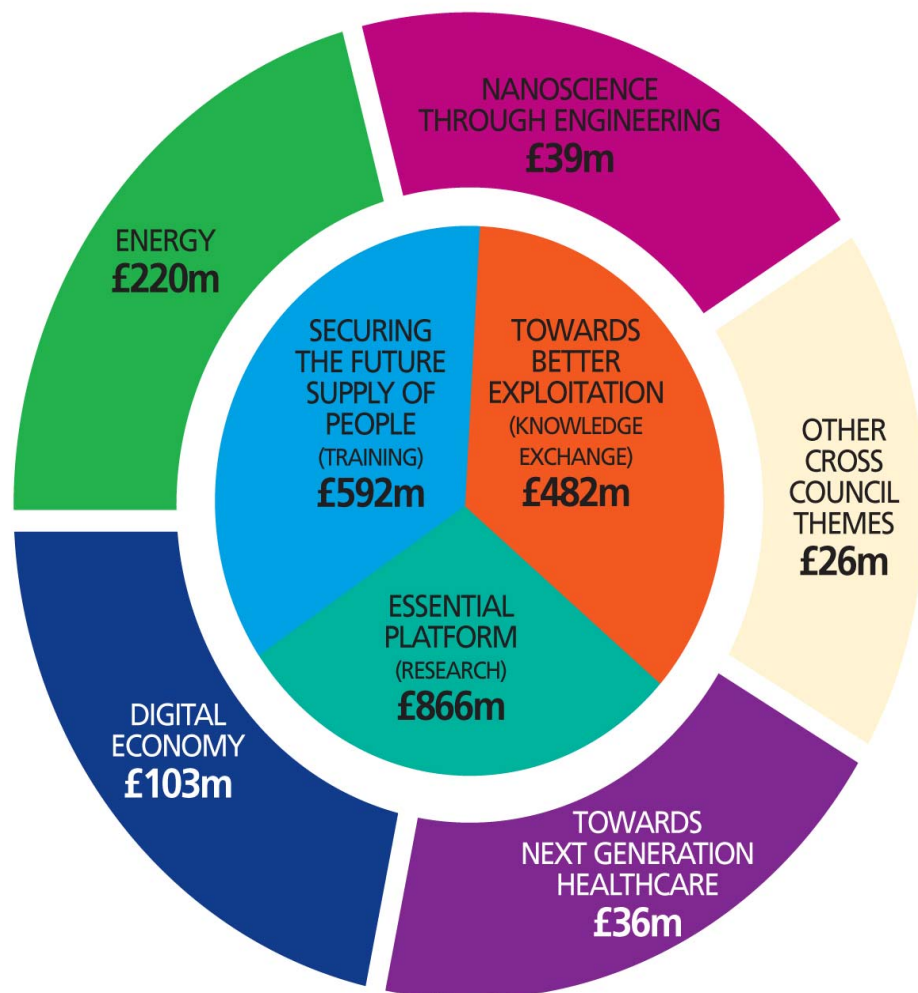 NANOSCIENCE
THROUGH ENGINEERING
£39m
ENERGY
£220m
SECURING
THE FUTURE
SUPPLY OF
PEOPLE
(TRAINING)
£592m
TOWARDS
BETTER
EXPLOITATION
(KNOWLEDGE
EXCHANGE)
£482m
OTHER
CROSS
COUNCIL
THEMES
£26m
ESSENTIAL
PLATFORM
(RESEARCH)
£866m
DIGITAL
ECONOMY
£103m
TOWARDS
NEXT GENERATION
HEALTHCARE
£36m